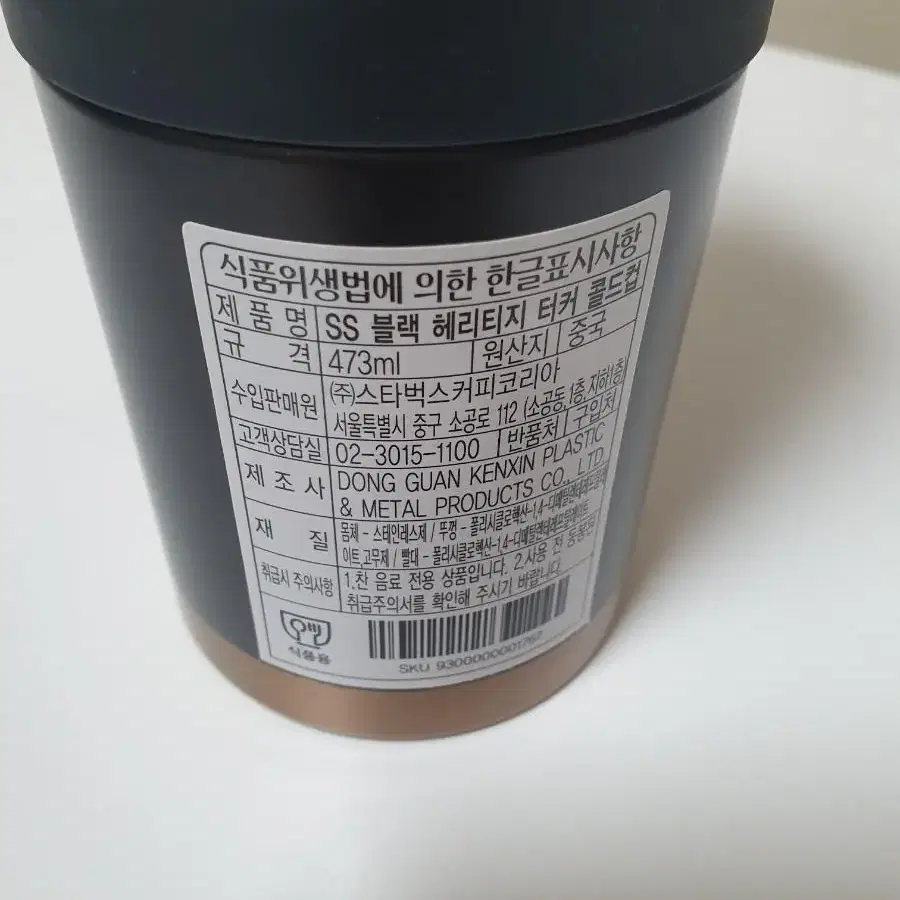 식품위생법에 의한 한글표시사항
제 품 명 SS 블랙 헤리티지 터커 콜드컵
규 격 473ml 원산지 중국
수입판매원 (주)스타벅스커피코리아
서울특별시 중구 소공로 112 (소공동,1층,지하1층)
고객상담실 02-3015-1100 반품처 구입처
제 조 사 DONG GUAN KENXIN PLASTIC
& METAL PRODUCTS CO., LTD
재 질 몸체 - 스테인레스제 / 뚜껑 - 폴리시클로헥산-1,4-디메틸렌테레프탈레
이트,고무제 / 빨대 - 폴리시클로헥산-1,4-디메틸렌테레프탈레이트
취급시 주의사항 1.찬 음료 전용 상품입니다. 2.사용 전 동봉된
취급주의서를 확인해 주시기 바랍니다.
식품용
SKU 9300000001767